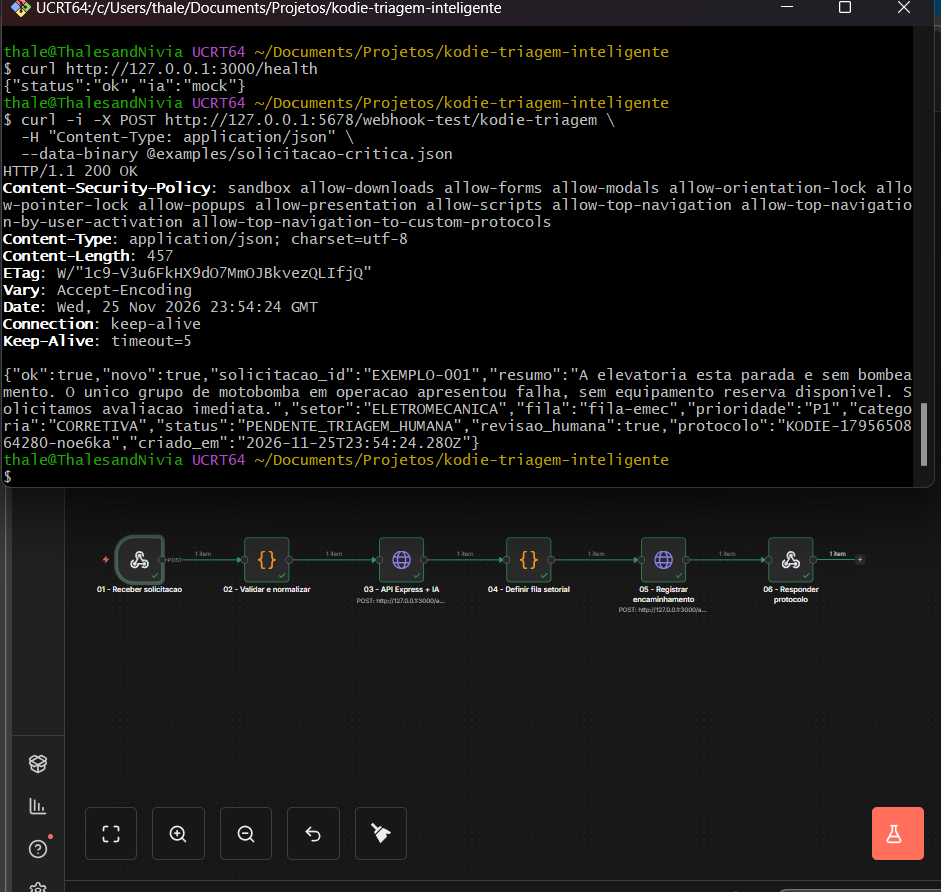 UCRT64:/c/Users/thale/Documents/Projetos/kodie-triagem-inteligente
thale@ThalesandNivia UCRT64 ~/Documents/Projetos/kodie-triagem-inteligente
$ curl http://127.0.0.1:3000/health
{"status":"ok","ia":"mock"}
thale@ThalesandNivia UCRT64 ~/Documents/Projetos/kodie-triagem-inteligente
$ curl -i -X POST http://127.0.0.1:5678/webhook-test/kodie-triagem \
-H "Content-Type: application/json" \
--data-binary @examples/solicitacao-critica.json
HTTP/1.1 200 OK
Content-Security-Policy: sandbox allow-downloads allow-forms allow-modals allow-orientation-lock allo
w-pointer-lock allow-popups allow-presentation allow-scripts allow-top-navigation allow-top-navigatio
n-by-user-activation allow-top-navigation-to-custom-protocols
Content-Type: application/json; charset=utf-8
Content-Length: 457
ETag: W/"1c9-V3u6FkHX9dO7MmOJBkvezQLIfjQ"
Vary: Accept-Encoding
Date: Wed, 25 Nov 2026 23:54:24 GMT
Connection: keep-alive
Keep-Alive: timeout=5
{"ok":true,"novo":true,"solicitacao_id":"EXEMPLO-001","resumo":"A elevatoria esta parada e sem bombea
mento. O unico grupo de motobomba em operacao apresentou falha, sem equipamento reserva disponivel. S
olicitamos avaliacao imediata.","setor":"ELETROMECANICA","fila":"fila-emec","prioridade":"P1","catego
ria":"CORRETIVA","status":"PENDENTE_TRIAGEM_HUMANA","revisao_humana":true,"protocolo":"KODIE-17956508
64280-noe6ka","criado_em":"2026-11-25T23:54:24.280Z"}
thale@ThalesandNivia UCRT64 ~/Documents/Projetos/kodie-triagem-inteligente
$
POST
1 item
1 item
1 item
1 item
1 item
1 item
01 - Receber solicitacao
02 - Validar e normalizar
03 - API Express + IA
POST: http://127.0.0.1:3000/a...
04 - Definir fila setorial
05 - Registrar
encaminhamento
POST: http://127.0.0.1:3000/a...
06 - Responder
protocolo